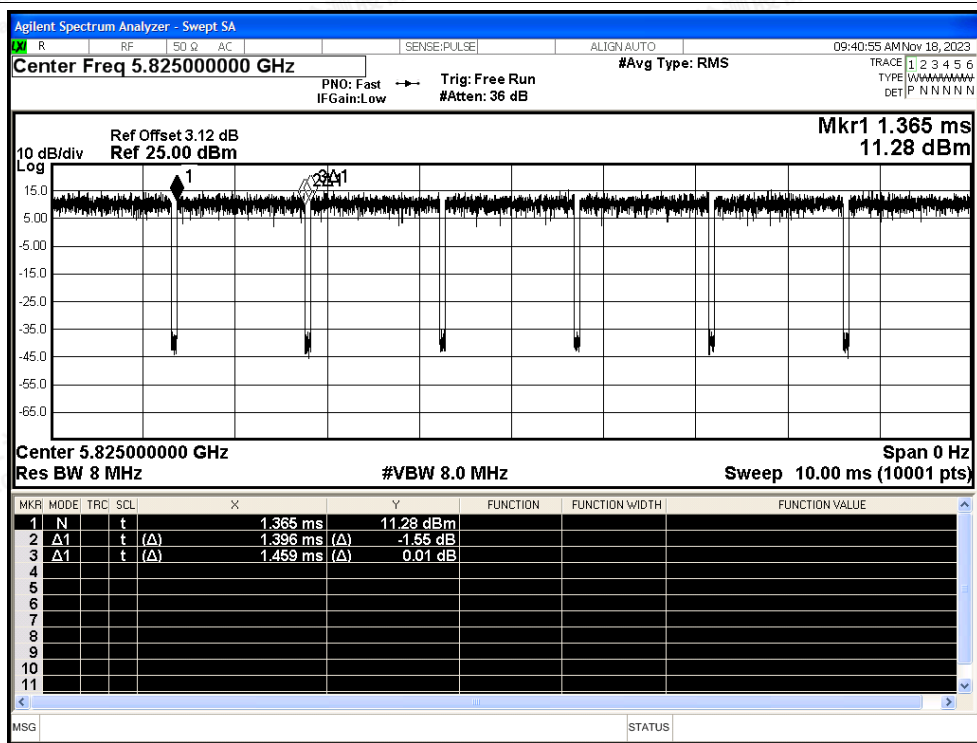 Agilent Spectrum Analyzer - Swept SA
LXI R RF 50 Ω AC SENSE:PULSE ALIGN AUTO 09:40:55 AM Nov 18, 2023
Center Freq 5.825000000 GHz #Avg Type: RMS TRACE 1 2 3 4 5 6
PNO: Fast Trig: Free Run TYPE
IFGain:Low #Atten: 36 dB DET P N N N N N
Mkr1 1.365 ms
11.28 dBm
Ref Offset 3.12 dB
10 dB/div Ref 25.00 dBm
Log
1
2Δ1 3Δ1
15.0
5.00
-5.00
-15.0
-25.0
-35.0
-45.0
-55.0
-65.0
Center 5.825000000 GHz Span 0 Hz
Res BW 8 MHz #VBW 8.0 MHz Sweep 10.00 ms (10001 pts)
MKR MODE TRC SCL X Y FUNCTION FUNCTION WIDTH FUNCTION VALUE
1 N t 1.365 ms 11.28 dBm
2 Δ1 t (Δ) 1.396 ms (Δ) -1.55 dB
3 Δ1 t (Δ) 1.459 ms (Δ) 0.01 dB
4
5
6
7
8
9
10
11
MSG STATUS